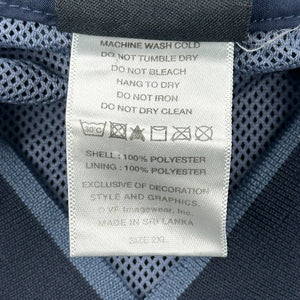 MACHINE WASH COLD
DO NOT TUMBLE DRY
DO NOT BLEACH
HANG TO DRY
DO NOT IRON
DO NOT DRY CLEAN
30°C
SHELL : 100% POLYESTER
LINING : 100% POLYESTER
EXCLUSIVE OF DECORATION
STYLE AND GRAPHICS.
© VF Imagewear, Inc.
MADE IN SRI LANKA
SIZE 2XL